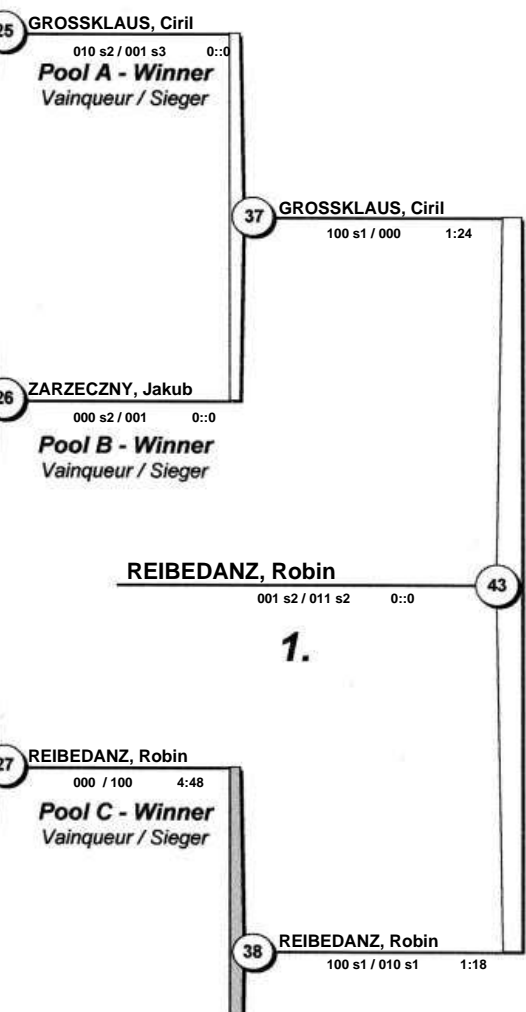 25 GROSSKLAUS, Ciril
010 s2 / 001 s3 0::0
Pool A - Winner
Vainqueur / Sieger
37 GROSSKLAUS, Ciril
100 s1 / 000 1:24
26 ZARZECZNY, Jakub
000 s2 / 001 0::0
Pool B - Winner
Vainqueur / Sieger
REIBEDANZ, Robin 43
001 s2 / 011 s2 0::0
1.
27 REIBEDANZ, Robin
000 / 100 4:48
Pool C - Winner
Vainqueur / Sieger
38 REIBEDANZ, Robin
100 s1 / 010 s1 1:18